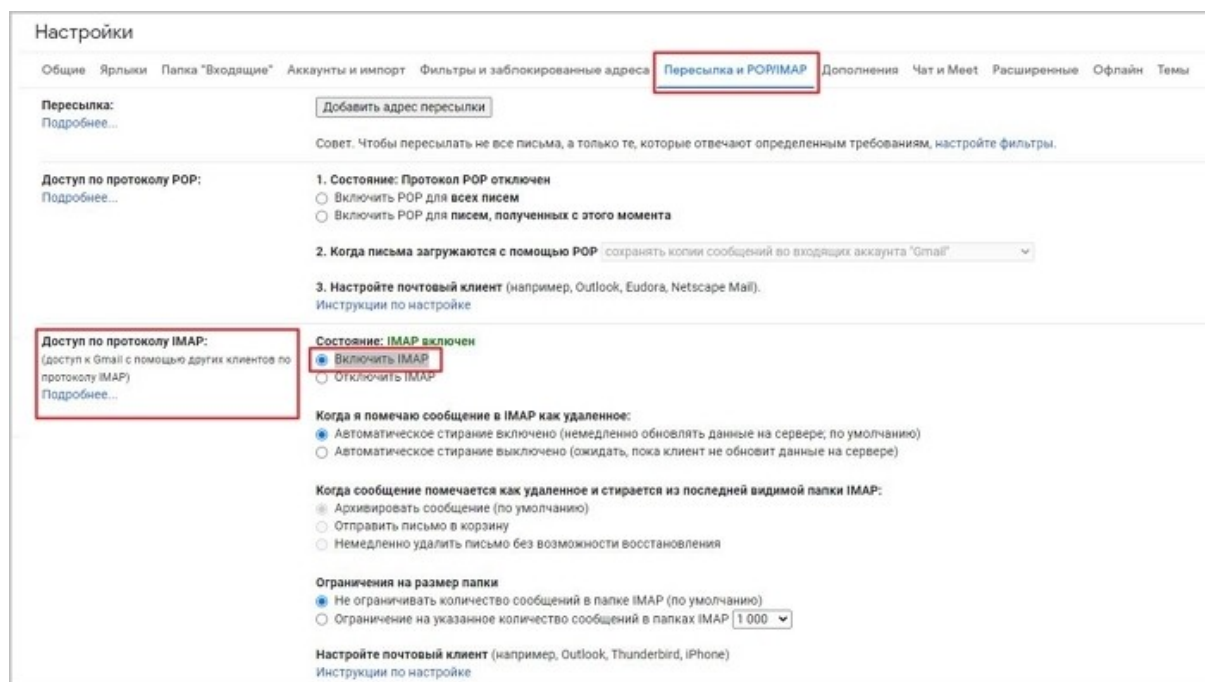 Настройки
Общие Ярлыки Папка "Входящие" Аккаунты и импорт Фильтры и заблокированные адреса Пересылка и POP/IMAP Дополнения Чат и Meet Расширенные Офлайн Темы
Пересылка:
Подробнее...
Добавить адрес пересылки
Совет. Чтобы пересылать не все письма, а только те, которые отвечают определенным требованиям, настройте фильтры.
Доступ по протоколу POP:
Подробнее...
1. Состояние: Протокол POP отключен
Включить POP для всех писем
Включить POP для писем, полученных с этого момента
2. Когда письма загружаются с помощью POP сохранять копии сообщений во входящих аккаунта "Gmail"
3. Настройте почтовый клиент (например, Outlook, Eudora, Netscape Mail).
Инструкции по настройке
Доступ по протоколу IMAP:
(доступ к Gmail с помощью других клиентов по
протоколу IMAP)
Подробнее...
Состояние: IMAP включен
Включить IMAP
Отключить IMAP
Когда я помечаю сообщение в IMAP как удаленное:
Автоматическое стирание включено (немедленно обновлять данные на сервере; по умолчанию)
Автоматическое стирание выключено (ожидать, пока клиент не обновит данные на сервере)
Когда сообщение помечается как удаленное и стирается из последней видимой папки IMAP:
Архивировать сообщение (по умолчанию)
Отправить письмо в корзину
Немедленно удалить письмо без возможности восстановления
Ограничения на размер папки
Не ограничивать количество сообщений в папке IMAP (по умолчанию)
Ограничение на указанное количество сообщений в папках IMAP 1 000
Настройте почтовый клиент (например, Outlook, Thunderbird, iPhone)
Инструкции по настройке